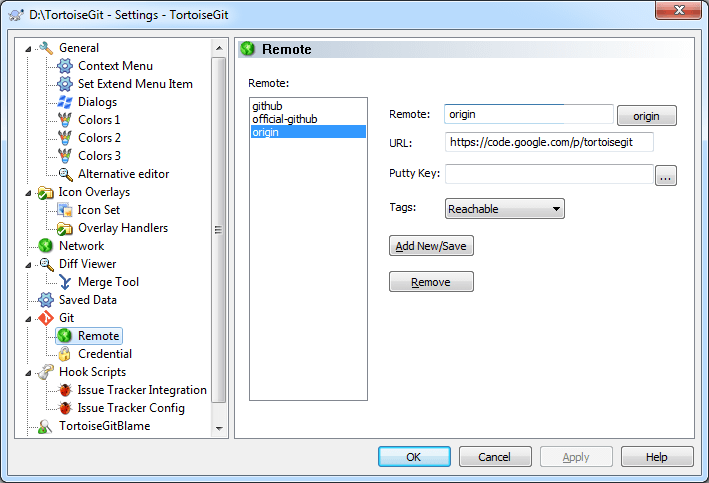 D:\TortoiseGit - Settings - TortoiseGit
General
Context Menu
Set Extend Menu Item
Dialogs
Colors 1
Colors 2
Colors 3
Alternative editor
Icon Overlays
Icon Set
Overlay Handlers
Network
Diff Viewer
Merge Tool
Saved Data
Git
Remote
Credential
Hook Scripts
Issue Tracker Integration
Issue Tracker Config
TortoiseGitBlame
Remote
Remote:
github
official-github
origin
Remote: origin origin
URL: https://code.google.com/p/tortoisegit
Putty Key: ...
Tags: Reachable
Add New/Save
Remove
OK Cancel Apply Help